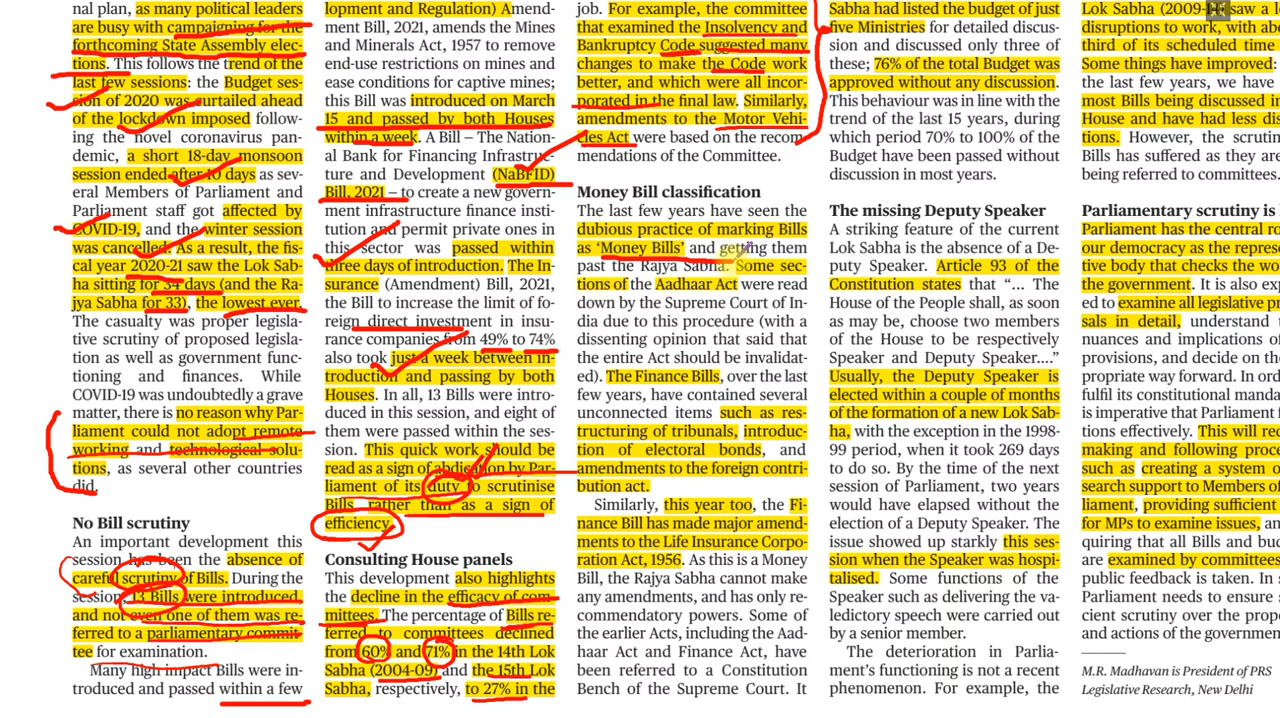 nal plan, as many political leaders
are busy with campaigning for the
forthcoming State Assembly elec-
tions. This follows the trend of the
last few sessions: the Budget ses-
sion of 2020 was curtailed ahead
of the lockdown imposed follow-
ing the novel coronavirus pan-
demic, a short 18-day monsoon
session ended after 10 days as sev-
eral Members of Parliament and
Parliament staff got affected by
COVID-19, and the winter session
was cancelled. As a result, the fis-
cal year 2020-21 saw the Lok Sab-
ha sitting for 34 days (and the Ra-
jya Sabha for 33), the lowest ever.
The casualty was proper legisla-
tive scrutiny of proposed legisla-
tion as well as government func-
tioning and finances. While
COVID-19 was undoubtedly a grave
matter, there is no reason why Par-
liament could not adopt remote
working and technological solu-
tions, as several other countries
did.
No Bill scrutiny
An important development this
session has been the absence of
careful scrutiny of Bills. During the
session, 13 Bills were introduced,
and not even one of them was re-
ferred to a parliamentary commit-
tee for examination.
Many high impact Bills were in-
troduced and passed within a few
lopment and Regulation) Amend-
ment Bill, 2021, amends the Mines
and Minerals Act, 1957 to remove
end-use restrictions on mines and
ease conditions for captive mines;
this Bill was introduced on March
15 and passed by both Houses
within a week. A Bill – The Nation-
al Bank for Financing Infrastruc-
ture and Development (NaBFID)
Bill, 2021 – to create a new govern-
ment infrastructure finance insti-
tution and permit private ones in
this sector was passed within
three days of introduction. The In-
surance (Amendment) Bill, 2021,
the Bill to increase the limit of fo-
reign direct investment in insu-
rance companies from 49% to 74%
also took just a week between in-
troduction and passing by both
Houses. In all, 13 Bills were intro-
duced in this session, and eight of
them were passed within the ses-
sion. This quick work should be
read as a sign of abdication by Par-
liament of its duty to scrutinise
Bills, rather than as a sign of
efficiency.
Consulting House panels
This development also highlights
the decline in the efficacy of com-
mittees. The percentage of Bills re-
ferred to committees declined
from 60% and 71% in the 14th Lok
Sabha (2004-09) and the 15th Lok
Sabha, respectively, to 27% in the
job. For example, the committee
that examined the Insolvency and
Bankruptcy Code suggested many
changes to make the Code work
better, and which were all incor-
porated in the final law. Similarly,
amendments to the Motor Vehi-
cles Act were based on the recom-
mendations of the Committee.
Money Bill classification
The last few years have seen the
dubious practice of marking Bills
as ‘Money Bills’ and getting them
past the Rajya Sabha. Some sec-
tions of the Aadhaar Act were read
down by the Supreme Court of In-
dia due to this procedure (with a
dissenting opinion that said that
the entire Act should be invalidat-
ed). The Finance Bills, over the last
few years, have contained several
unconnected items such as res-
tructuring of tribunals, introduc-
tion of electoral bonds, and
amendments to the foreign contri-
bution act.
Similarly, this year too, the Fi-
nance Bill has made major amend-
ments to the Life Insurance Corpo-
ration Act, 1956. As this is a Money
Bill, the Rajya Sabha cannot make
any amendments, and has only re-
commendatory powers. Some of
the earlier Acts, including the Aad-
haar Act and Finance Act, have
been referred to a Constitution
Bench of the Supreme Court. It
Sabha had listed the budget of just
five Ministries for detailed discus-
sion and discussed only three of
these; 76% of the total Budget was
approved without any discussion.
This behaviour was in line with the
trend of the last 15 years, during
which period 70% to 100% of the
Budget have been passed without
discussion in most years.
The missing Deputy Speaker
A striking feature of the current
Lok Sabha is the absence of a De-
puty Speaker. Article 93 of the
Constitution states that “... The
House of the People shall, as soon
as may be, choose two members
of the House to be respectively
Speaker and Deputy Speaker....”
Usually, the Deputy Speaker is
elected within a couple of months
of the formation of a new Lok Sab-
ha, with the exception in the 1998-
99 period, when it took 269 days
to do so. By the time of the next
session of Parliament, two years
would have elapsed without the
election of a Deputy Speaker. The
issue showed up starkly this ses-
sion when the Speaker was hospi-
talised. Some functions of the
Speaker such as delivering the va-
ledictory speech were carried out
by a senior member.
The deterioration in Parlia-
ment’s functioning is not a recent
phenomenon. For example, the
Lok Sabha (2009-14) saw a lo
disruptions to work, with abo
third of its scheduled time
Some things have improved:
the last few years, we have
most Bills being discussed in
House and have had less dis
tions. However, the scrutin
Bills has suffered as they are
being referred to committees.
Parliamentary scrutiny is
Parliament has the central ro
our democracy as the repres
tive body that checks the wo
the government. It is also exp
ed to examine all legislative pr
sals in detail, understand
nuances and implications of
provisions, and decide on the
propriate way forward. In ord
fulfil its constitutional manda
is imperative that Parliament f
tions effectively. This will rec
making and following proce
such as creating a system o
search support to Members of
liament, providing sufficient
for MPs to examine issues, and
quiring that all Bills and bud
are examined by committees
public feedback is taken. In
Parliament needs to ensure
cient scrutiny over the propo
and actions of the government
M.R. Madhavan is President of PRS
Legislative Research, New Delhi